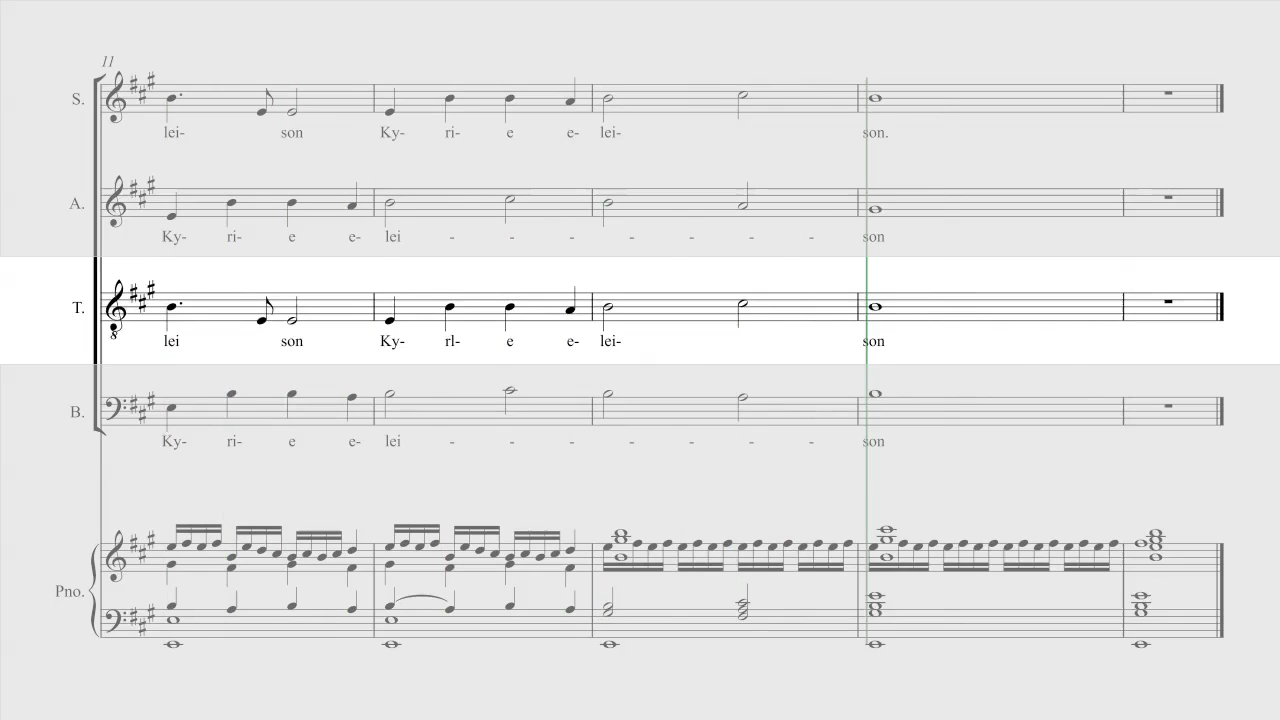 11
S.
lei- son Ky- ri- e e- lei- son.
A.
Ky- ri- e e- lei - - - - - - - son
T.
lei son Ky- rl- e e- lei- son
B.
Ky- ri- e e- lei - - - - - - - son
Pno.